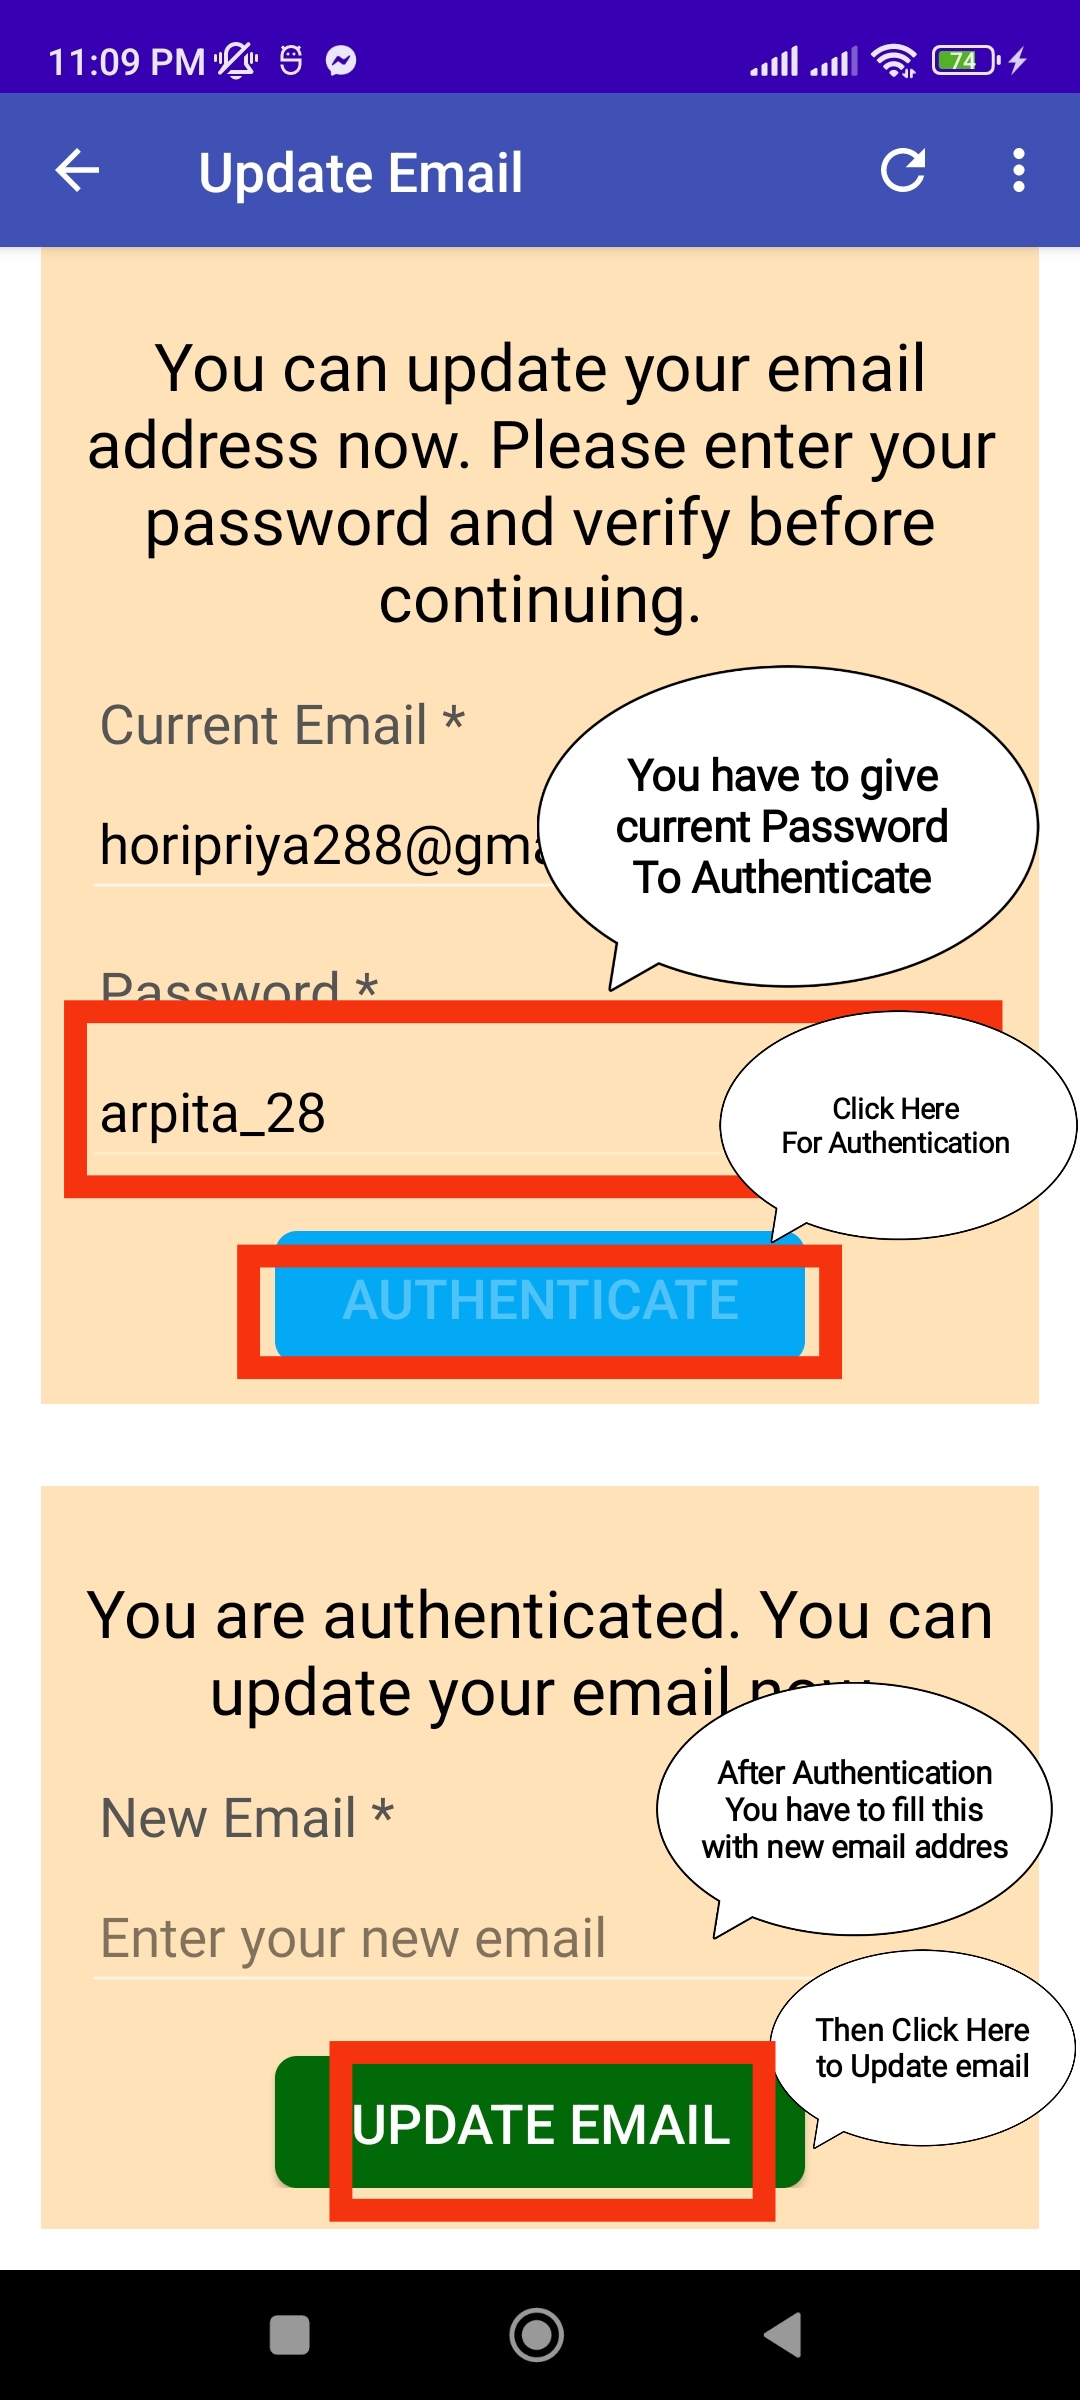 11:09 PM
74
Update Email
You can update your email
address now. Please enter your
password and verify before
continuing.
Current Email *
You have to give
current Password
To Authenticate
horipriya288@gma
Password *
arpita_28
Click Here
For Authentication
AUTHENTICATE
You are authenticated. You can
update your email now
After Authentication
You have to fill this
with new email addres
New Email *
Enter your new email
Then Click Here
to Update email
UPDATE EMAIL